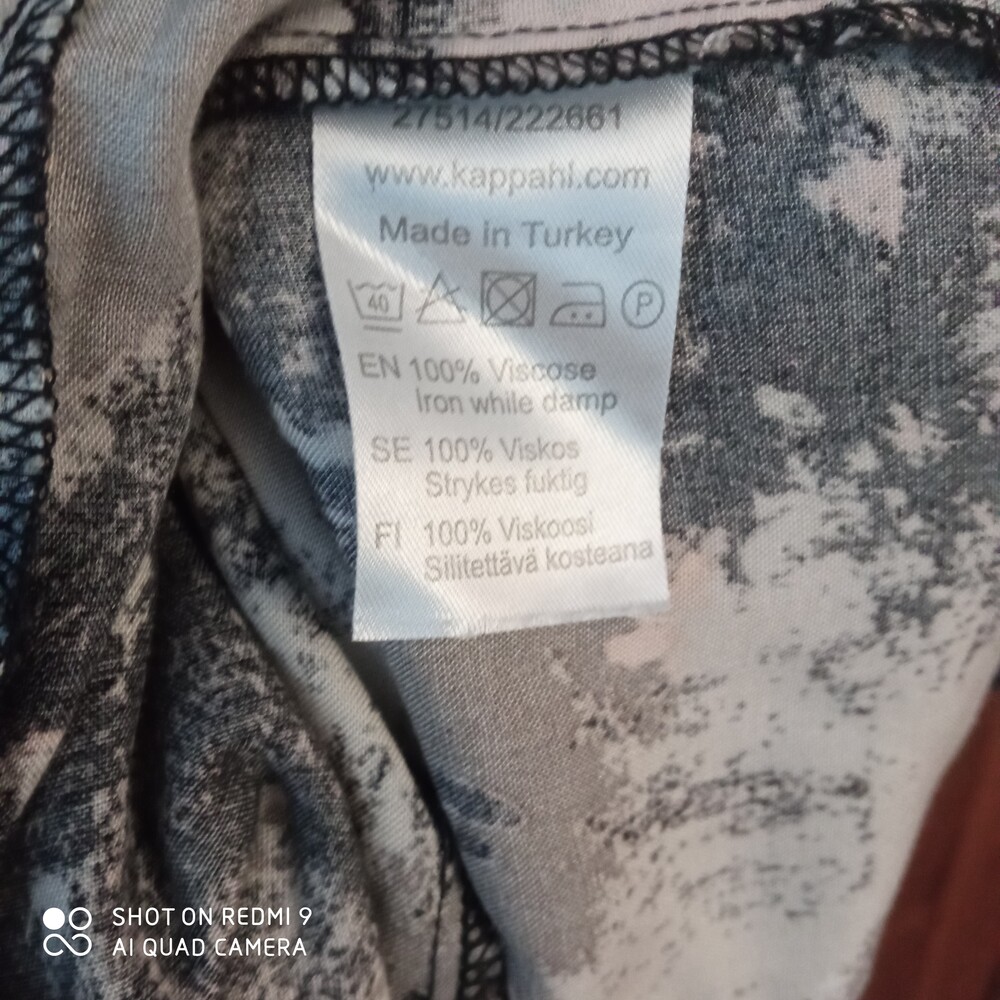 27514/222661
www.kappahl.com
Made in Turkey
40 P
EN 100% Viscose
Iron while damp
SE 100% Viskos
Strykes fuktig
FI 100% Viskoosi
Silitettävä kosteana
SHOT ON REDMI 9
AI QUAD CAMERA